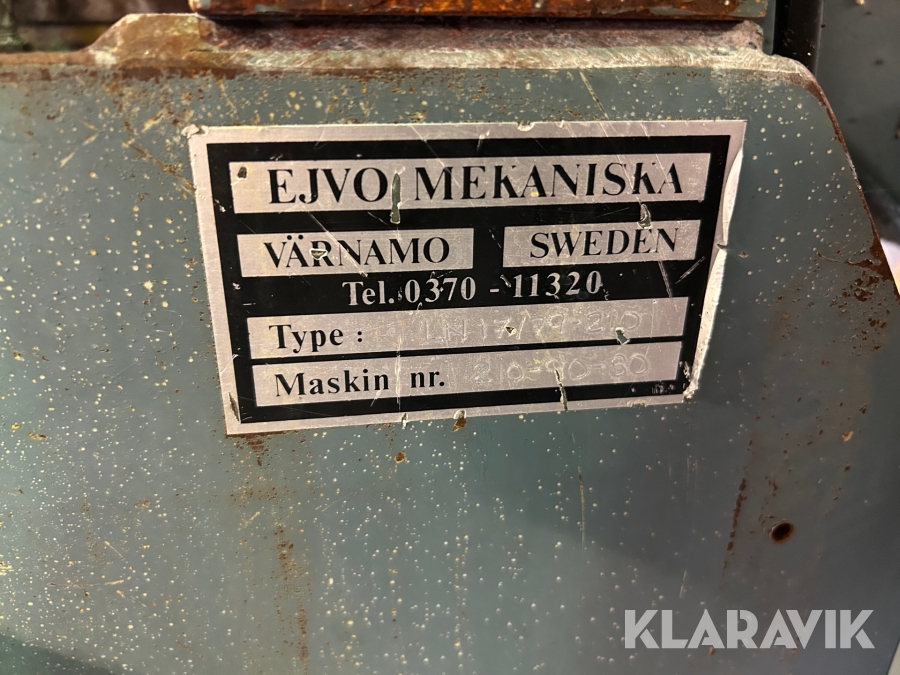 EJVO MEKANISKA
VÄRNAMO SWEDEN
Tel. 0370 - 11320
Type :
Maskin nr.
KLARAVIK